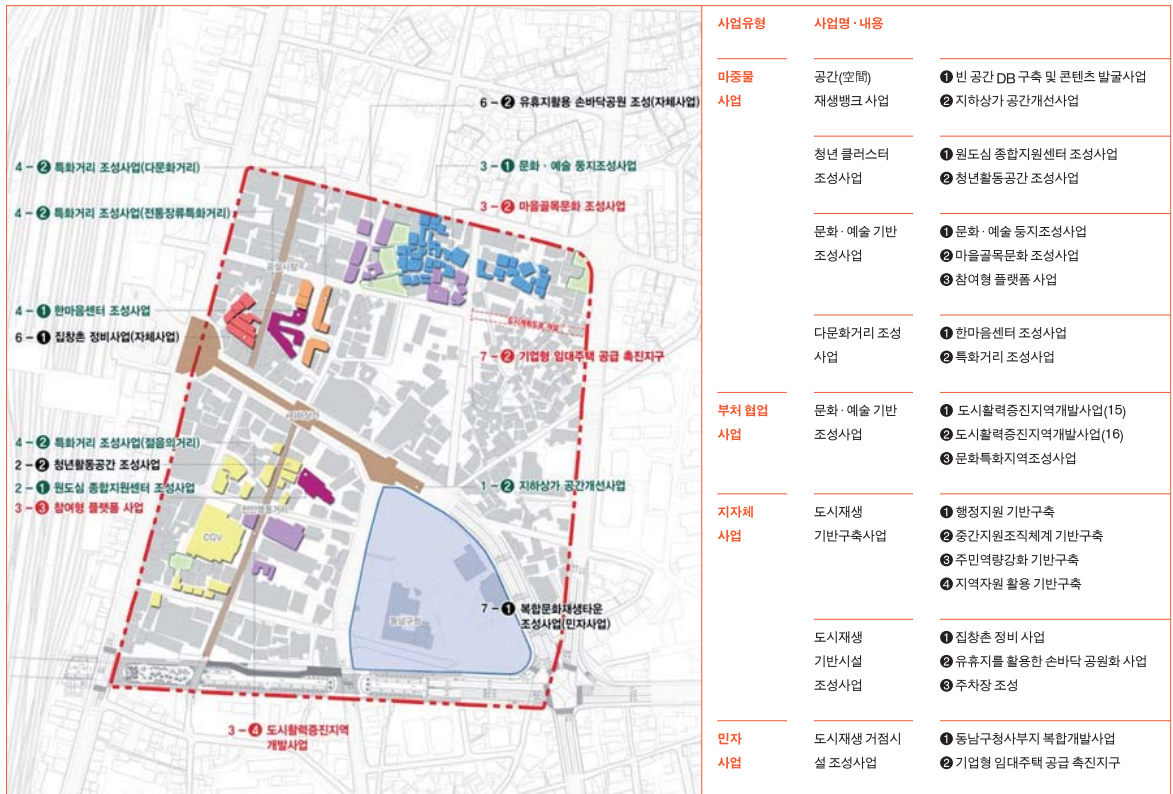 6 - ❷ 유휴지활용 손바닥공원 조성(자체사업)
4 - ❷ 특화거리 조성사업(다문화거리)
3 - ❶ 문화 · 예술 둥지조성사업
4 - ❷ 특화거리 조성사업(전통장류특화거리)
3 - ❷ 마을골목문화 조성사업
공설시장
4 - ❶ 한마음센터 조성사업
6 - ❶ 집창촌 정비사업(자체사업)
도시계획도로 개설
7 - ❷ 기업형 임대주택 공급 촉진지구
지하상가
4 - ❷ 특화거리 조성사업(젊음의거리)
2 - ❷ 청년활동공간 조성사업
2 - ❶ 원도심 종합지원센터 조성사업
1 - ❷ 지하상가 공간개선사업
3 - ❸ 참여형 플랫폼 사업
CGV
7 - ❶ 복합문화재생타운
조성사업(민자사업)
동남구청
3 - ❹ 도시활력증진지역
개발사업
사업유형 사업명 · 내용
마중물 공간(空間) ❶ 빈 공간 DB 구축 및 콘텐츠 발굴사업
사업 재생뱅크 사업 ❷ 지하상가 공간개선사업
청년 클러스터 ❶ 원도심 종합지원센터 조성사업
조성사업 ❷ 청년활동공간 조성사업
문화 · 예술 기반 ❶ 문화 · 예술 둥지조성사업
조성사업 ❷ 마을골목문화 조성사업
❸ 참여형 플랫폼 사업
다문화거리 조성 ❶ 한마음센터 조성사업
사업 ❷ 특화거리 조성사업
부처 협업 문화 · 예술 기반 ❶ 도시활력증진지역개발사업(15)
사업 조성사업 ❷ 도시활력증진지역개발사업(16)
❸ 문화특화지역조성사업
지자체 도시재생 ❶ 행정지원 기반구축
사업 기반구축사업 ❷ 중간지원조직체계 기반구축
❸ 주민역량강화 기반구축
❹ 지역자원 활용 기반구축
도시재생 ❶ 집창촌 정비 사업
기반시설 ❷ 유휴지를 활용한 손바닥 공원화 사업
조성사업 ❸ 주차장 조성
민자 도시재생 거점시 ❶ 동남구청사부지 복합개발사업
사업 설 조성사업 ❷ 기업형 임대주택 공급 촉진지구